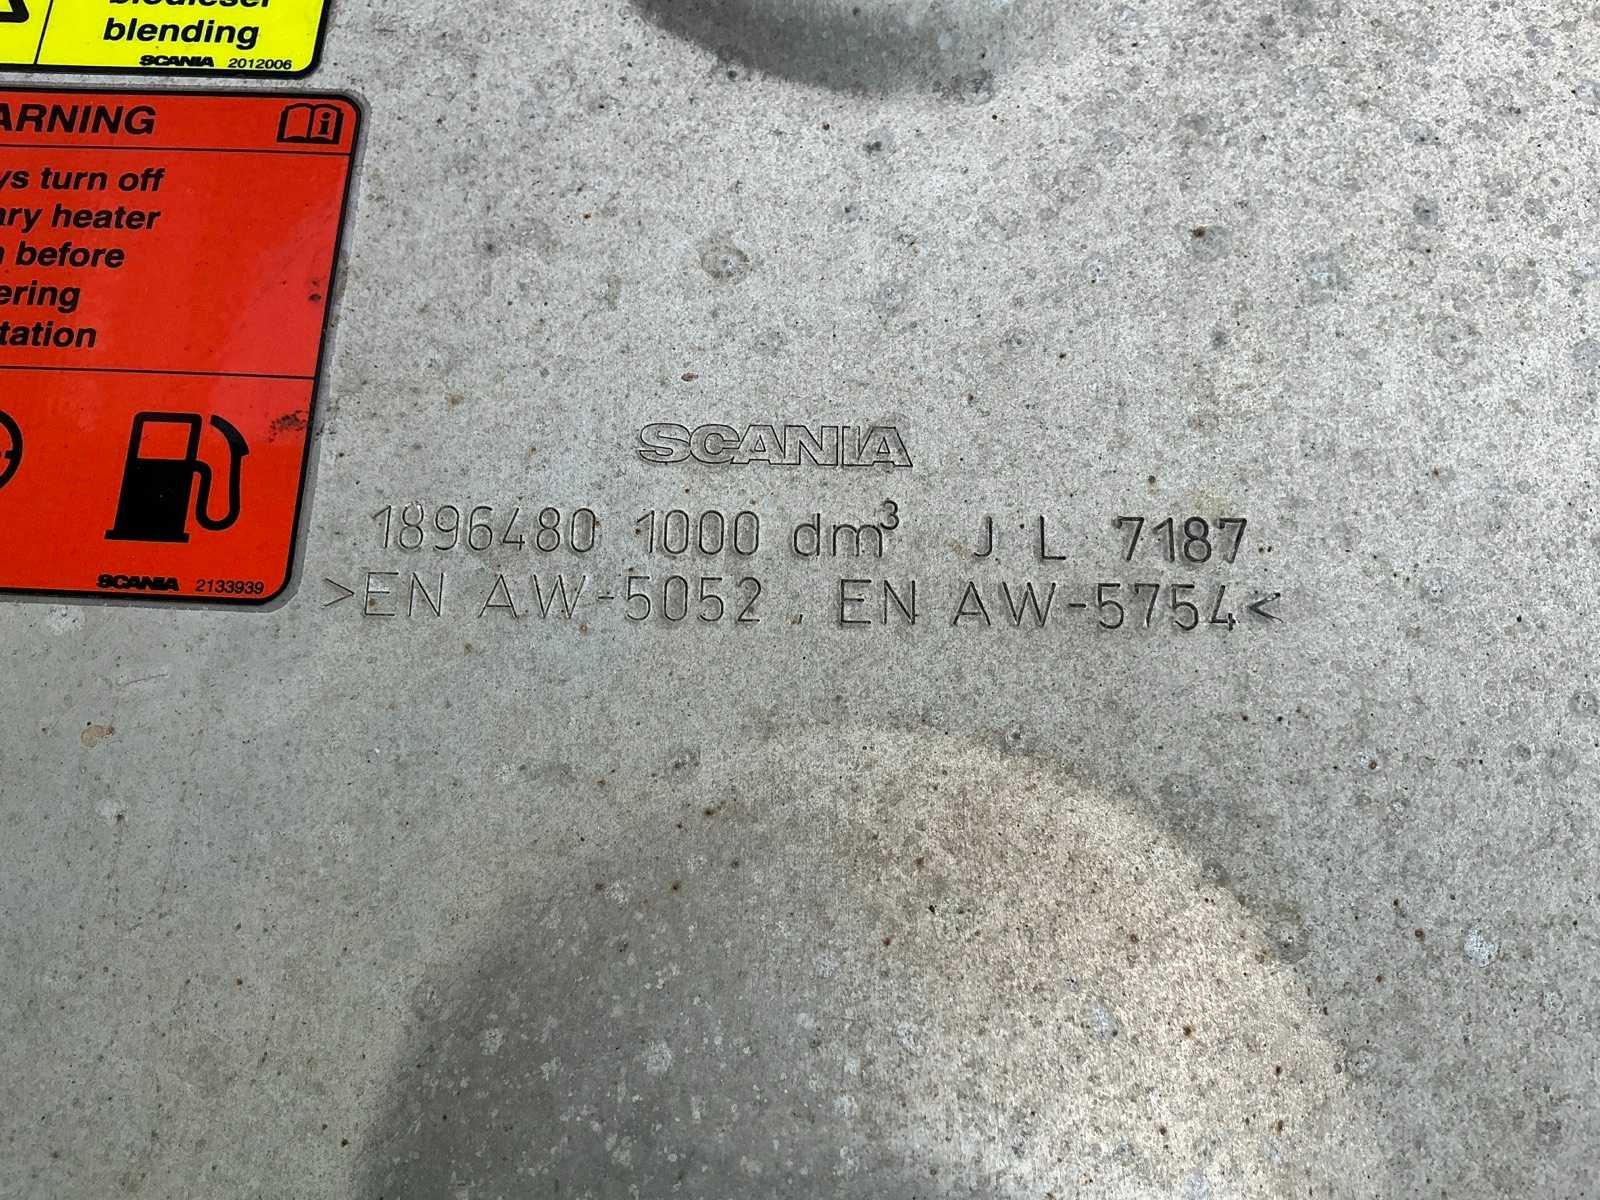 biodiesel
blending
SCANIA 2012006
ARNING
ys turn off
ary heater
n before
ering
tation
SCANIA 2133939
SCANIA
1896480 1000 dm³ J L 7187
>EN AW-5052 , EN AW-5754<